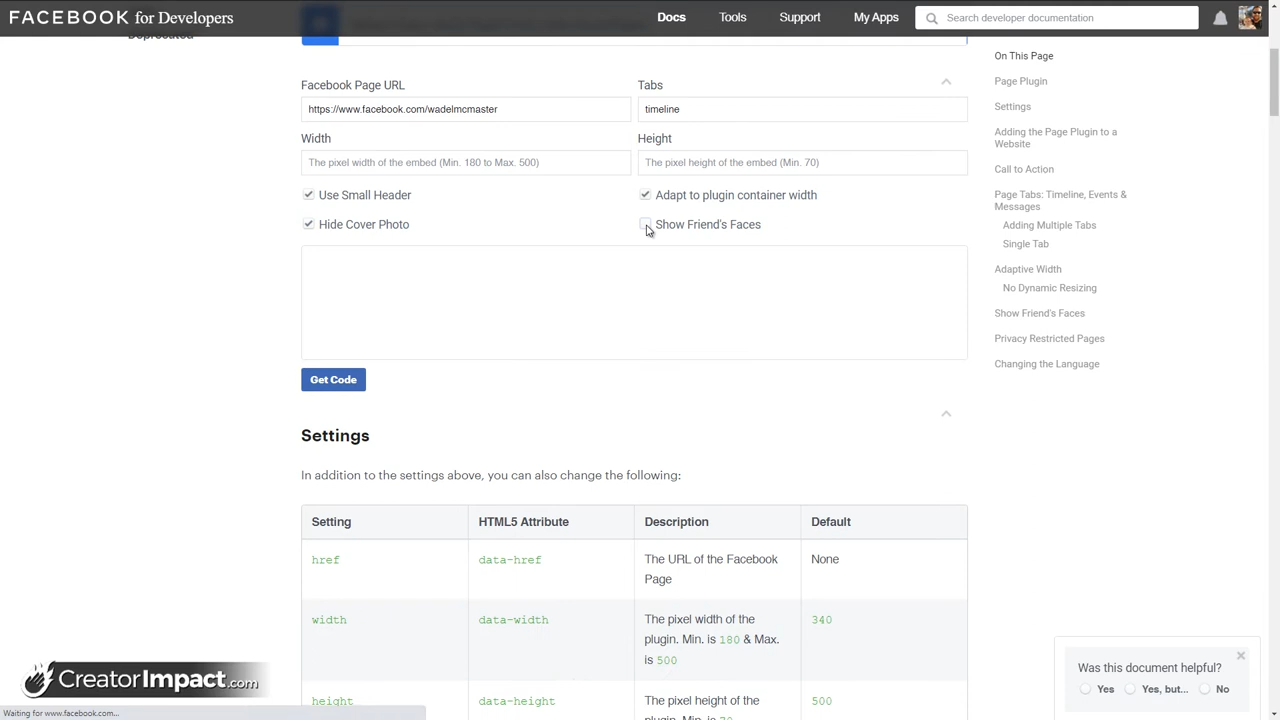 FACEBOOK for Developers
Docs
Tools
Support
My Apps
Search developer documentation
Deprecated
Facebook Page URL
Tabs
https://www.facebook.com/wadelmcmaster
timeline
Width
Height
The pixel width of the embed (Min. 180 to Max. 500)
The pixel height of the embed (Min. 70)
Use Small Header
Adapt to plugin container width
Hide Cover Photo
Show Friend's Faces
Get Code
Settings
In addition to the settings above, you can also change the following:
Setting
HTML5 Attribute
Description
Default
href
data-href
The URL of the Facebook
Page
None
width
data-width
The pixel width of the
plugin. Min. is 180 & Max.
is 500
340
height
data-height
The pixel height of the
plugin. Min. is 70
500
On This Page
Page Plugin
Settings
Adding the Page Plugin to a
Website
Call to Action
Page Tabs: Timeline, Events &
Messages
Adding Multiple Tabs
Single Tab
Adaptive Width
No Dynamic Resizing
Show Friend's Faces
Privacy Restricted Pages
Changing the Language
Was this document helpful?
Yes
Yes, but...
No
CreatorImpact.com
Waiting for www.facebook.com...